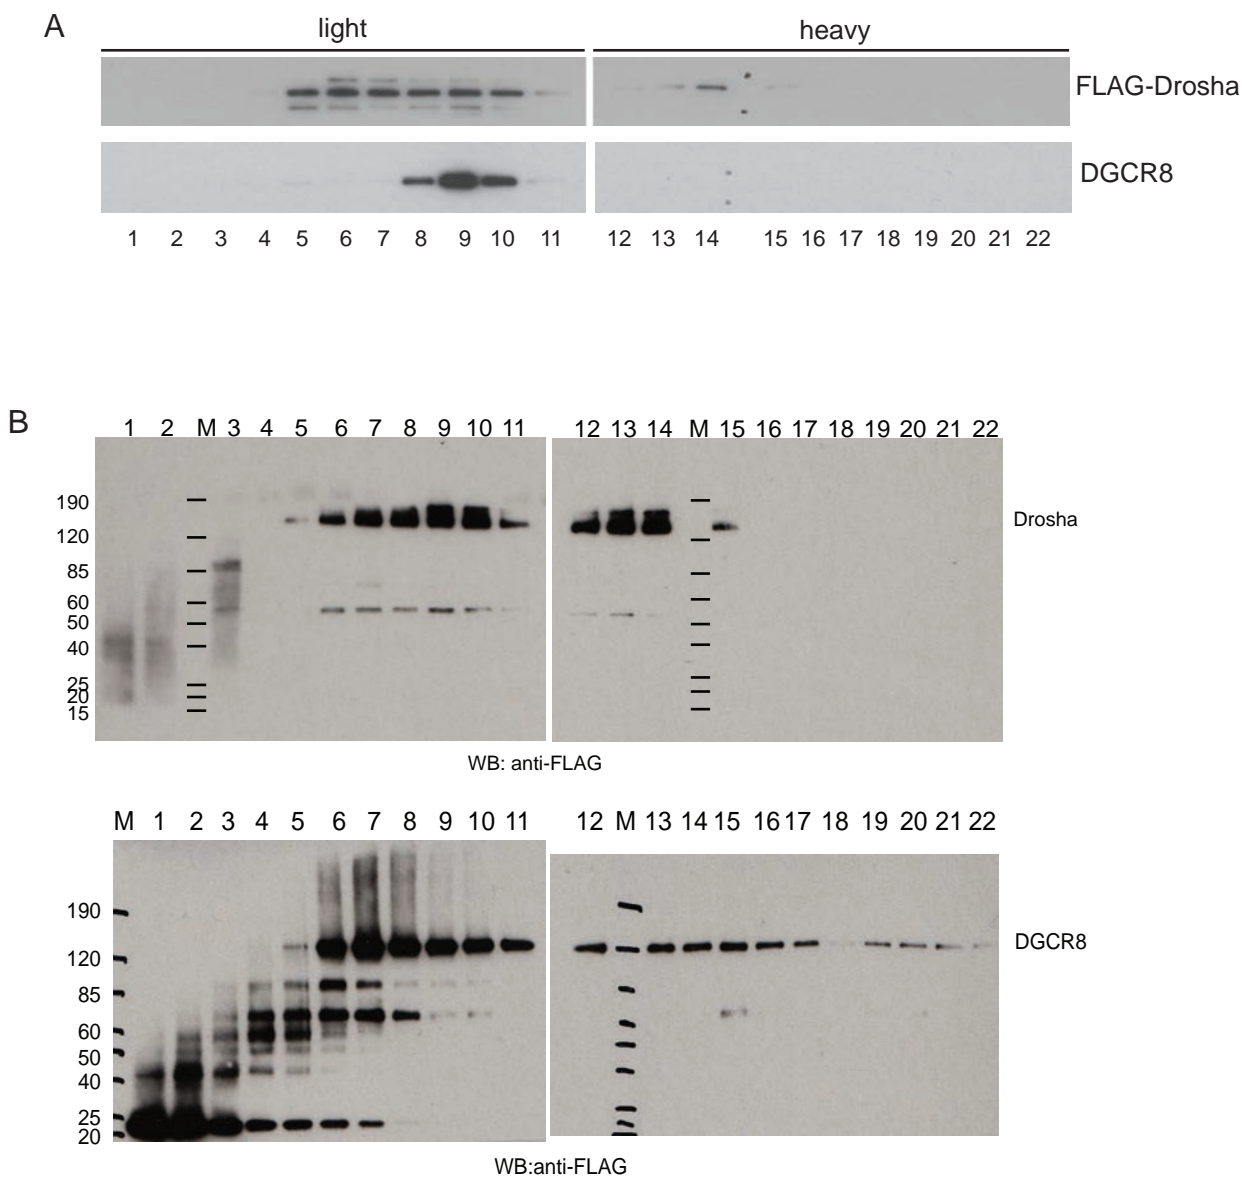 A
light heavy
FLAG-Drosha
DGCR8
1 2 3 4 5 6 7 8 9 10 11 12 13 14 15 16 17 18 19 20 21 22
B
1 2 M 3 4 5 6 7 8 9 10 11 12 13 14 M 15 16 17 18 19 20 21 22
190
120
85
60
50
40
25
20
15
Drosha
WB: anti-FLAG
M 1 2 3 4 5 6 7 8 9 10 11 12 M 13 14 15 16 17 18 19 20 21 22
190
120
85
60
50
40
25
20
DGCR8
WB:anti-FLAG